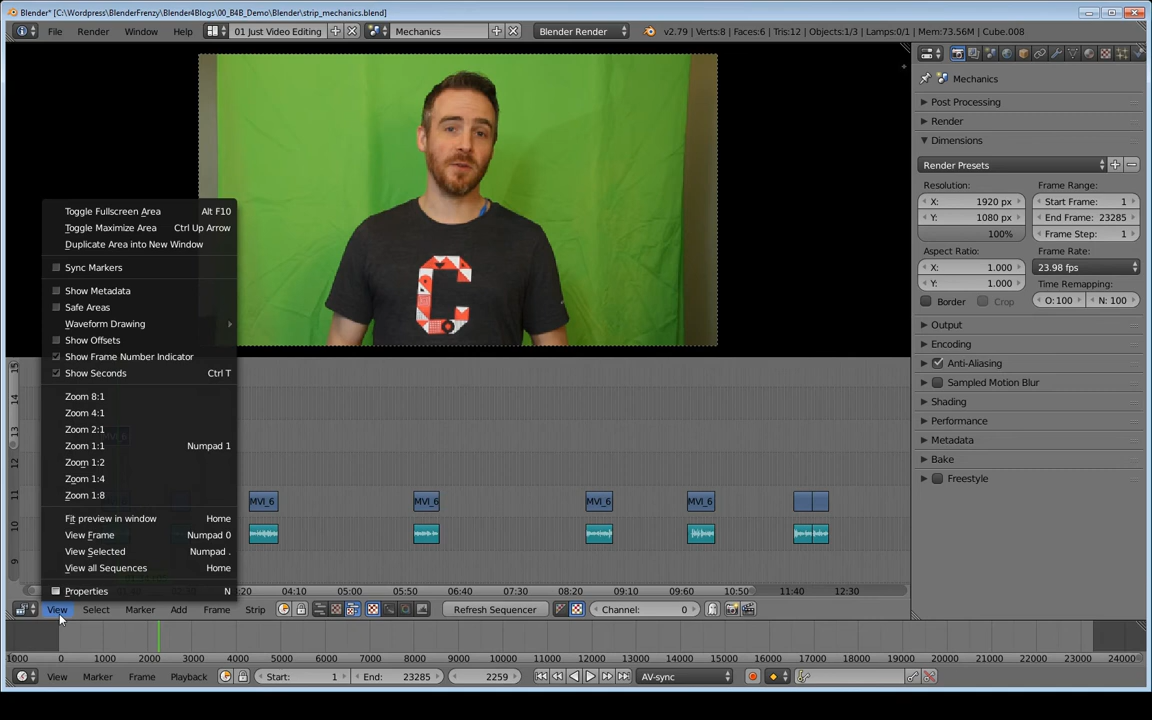 Blender* [C:\Wordpress\BlenderFrenzy\Blender4Blogs\00_B4B_Demo\Blender\strip_mechanics.blend]
File Render Window Help 01 Just Video Editing Mechanics Blender Render v2.79 | Verts:8 | Faces:6 | Tris:12 | Objects:1/3 | Lamps:0/1 | Mem:73.56M | Cube.008
Mechanics
Post Processing
Render
Dimensions
Render Presets
Resolution: Frame Range:
X: 1920 px Start Frame: 1
Y: 1080 px End Frame: 23285
100% Frame Step: 1
Aspect Ratio: Frame Rate:
X: 1.000 23.98 fps
Y: 1.000 Time Remapping:
Border Crop O: 100 N: 100
Output
Encoding
Anti-Aliasing
Sampled Motion Blur
Shading
Performance
Metadata
Bake
Freestyle
C
Toggle Fullscreen Area Alt F10
Toggle Maximize Area Ctrl Up Arrow
Duplicate Area into New Window
Sync Markers
Show Metadata
Safe Areas
Waveform Drawing
Show Offsets
Show Frame Number Indicator
Show Seconds Ctrl T
Zoom 8:1
Zoom 4:1
Zoom 2:1
Zoom 1:1 Numpad 1
Zoom 1:2
Zoom 1:4
Zoom 1:8
Fit preview in window Home
View Frame Numpad 0
View Selected Numpad .
View all Sequences Home
Properties N
15
14
13
12
11
10
9
MVI_6 MVI_6 MVI_6 MVI_6
:20 04:10 05:00 05:50 06:40 07:30 08:20 09:10 09:60 10:50 11:40 12:30
View Select Marker Add Frame Strip Refresh Sequencer Channel: 0
1000 0 1000 2000 3000 4000 5000 6000 7000 8000 9000 10000 11000 12000 13000 14000 15000 16000 17000 18000 19000 20000 21000 22000 23000 24000
View Marker Frame Playback Start: 1 End: 23285 2259 AV-sync